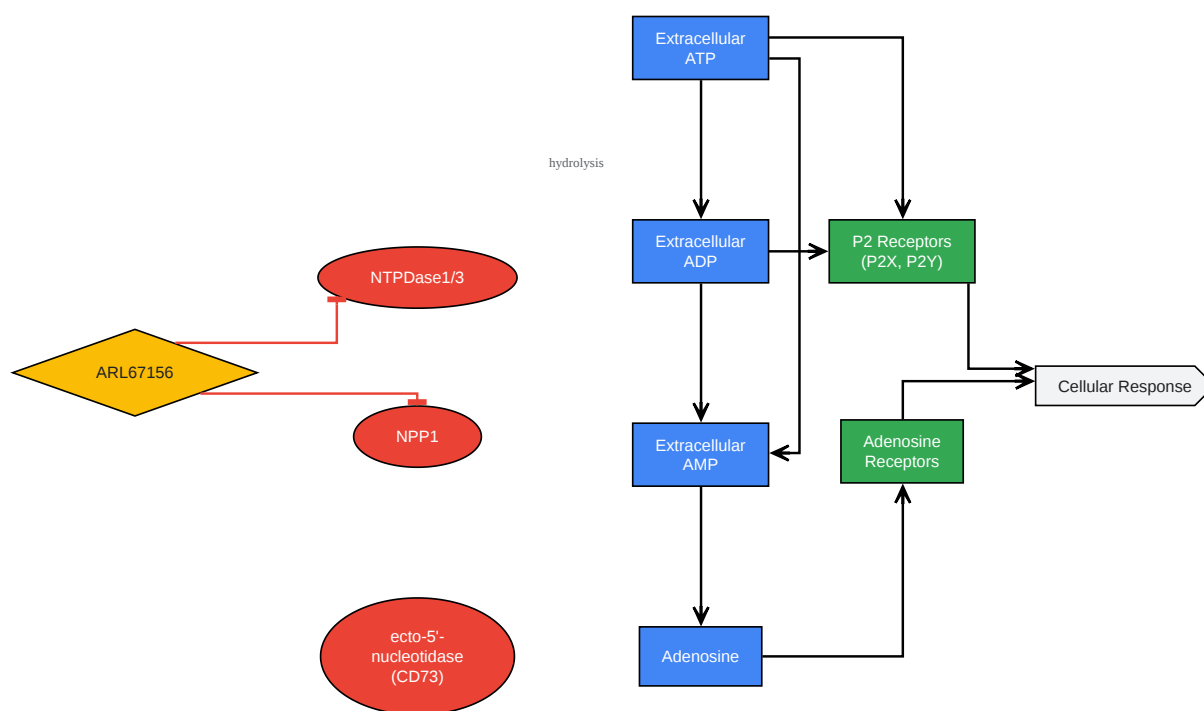 Extracellular
ATP
hydrolysis
Extracellular
ADP
P2 Receptors
(P2X, P2Y)
NTPDase1/3
ARL67156
Cellular Response
NPP1
Extracellular
AMP
Adenosine
Receptors
ecto-5'-
nucleotidase
(CD73)
Adenosine